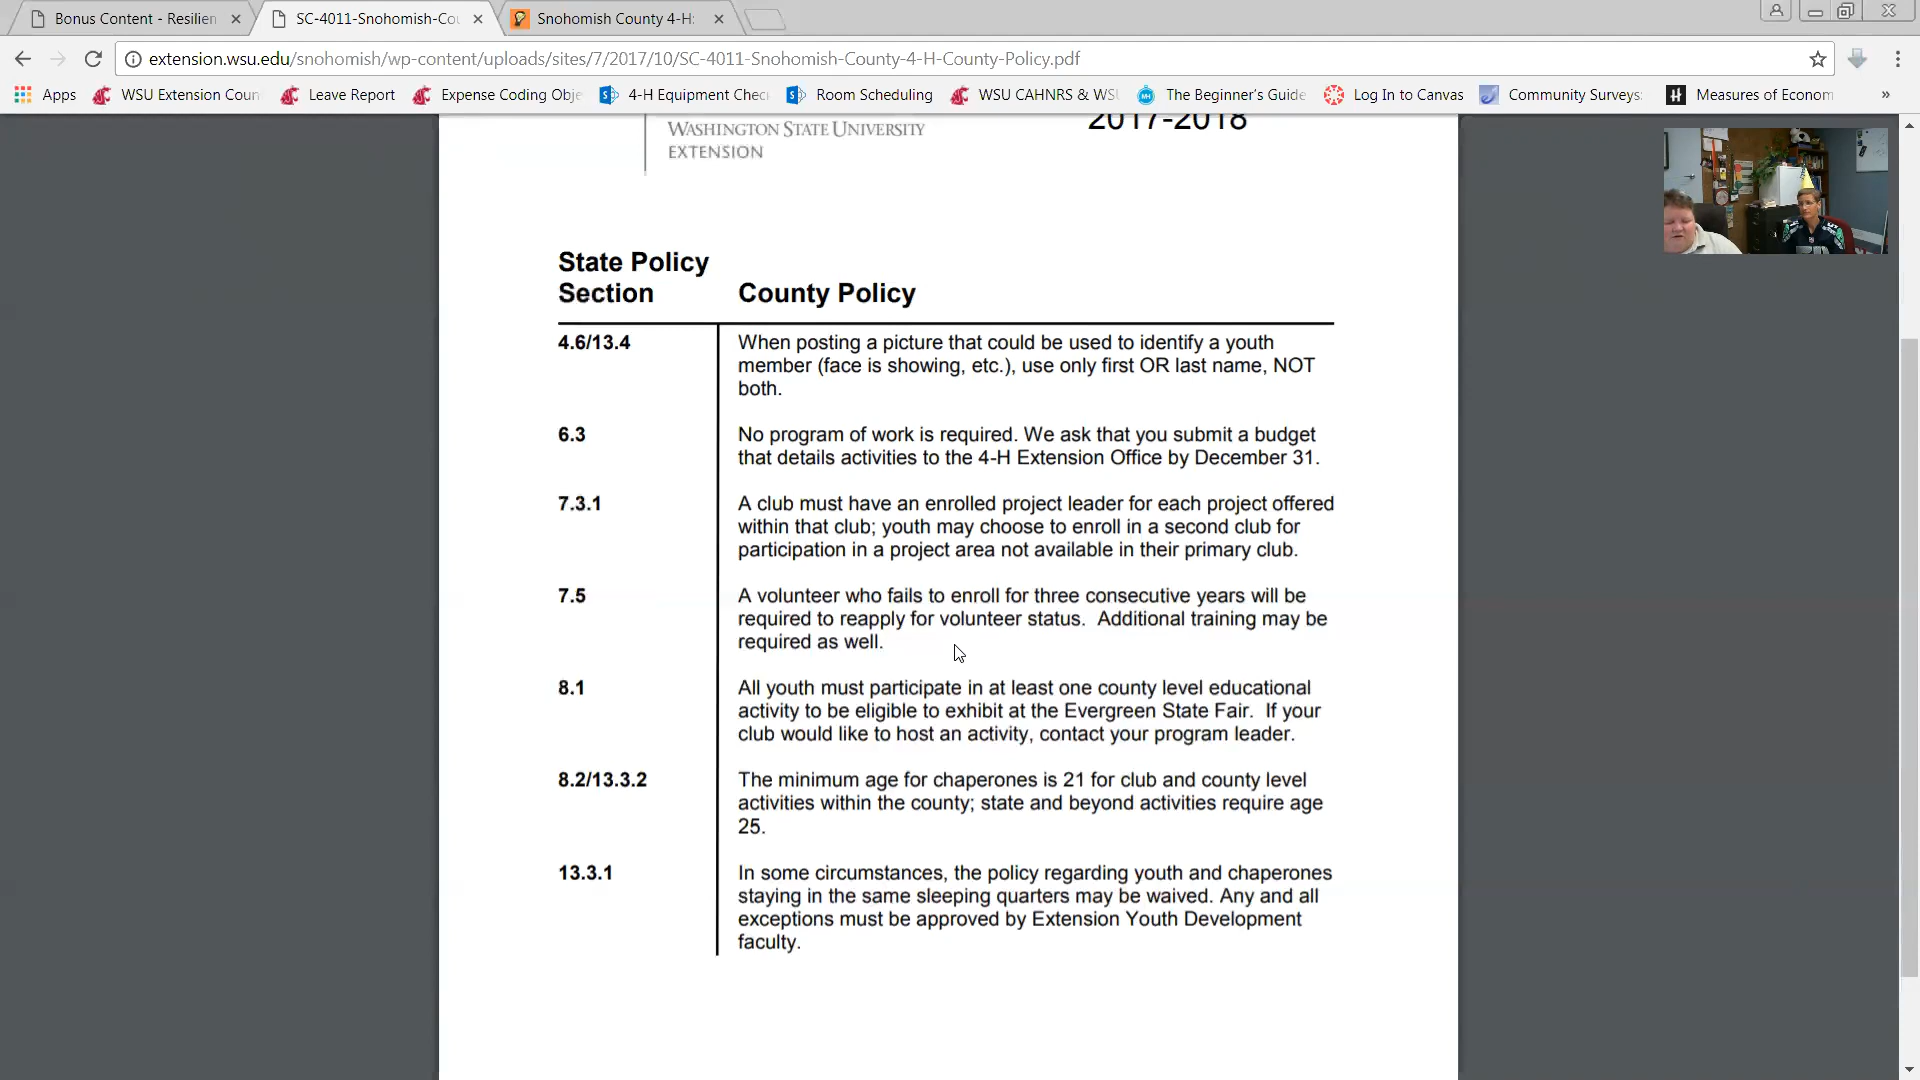 Bonus Content - Resilien
SC-4011-Snohomish-Cou
Snohomish County 4-H:
extension.wsu.edu/snohomish/wp-content/uploads/sites/7/2017/10/SC-4011-Snohomish-County-4-H-County-Policy.pdf
Apps WSU Extension Coun Leave Report Expense Coding Obje 4-H Equipment Chec Room Scheduling WSU CAHNRS & WSU The Beginner's Guide Log In to Canvas Community Surveys: Measures of Econom »
WASHINGTON STATE UNIVERSITY
EXTENSION
2017-2018
State Policy
Section County Policy
4.6/13.4 When posting a picture that could be used to identify a youth
member (face is showing, etc.), use only first OR last name, NOT
both.
6.3 No program of work is required. We ask that you submit a budget
that details activities to the 4-H Extension Office by December 31.
7.3.1 A club must have an enrolled project leader for each project offered
within that club; youth may choose to enroll in a second club for
participation in a project area not available in their primary club.
7.5 A volunteer who fails to enroll for three consecutive years will be
required to reapply for volunteer status. Additional training may be
required as well.
8.1 All youth must participate in at least one county level educational
activity to be eligible to exhibit at the Evergreen State Fair. If your
club would like to host an activity, contact your program leader.
8.2/13.3.2 The minimum age for chaperones is 21 for club and county level
activities within the county; state and beyond activities require age
25.
13.3.1 In some circumstances, the policy regarding youth and chaperones
staying in the same sleeping quarters may be waived. Any and all
exceptions must be approved by Extension Youth Development
faculty.